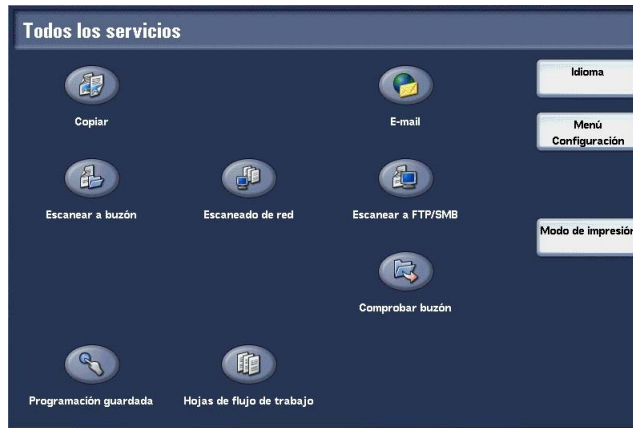 Todos los servicios
Copiar
E-mail
Idioma
Menú
Configuración
Escanear a buzón
Escaneado de red
Escanear a FTP/SMB
Modo de impresión
Comprobar buzón
Programación guardada
Hojas de flujo de trabajo